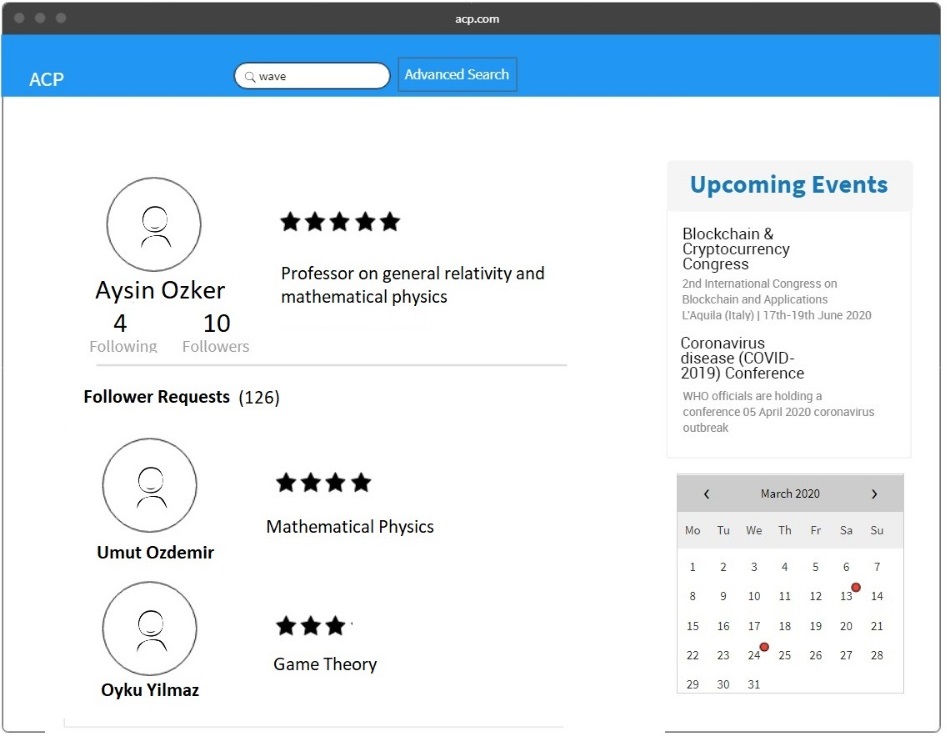 acp.com
ACP
wave
Advanced Search
Aysin Ozker
4 10
Following Followers
Professor on general relativity and
mathematical physics
Follower Requests (126)
Umut Ozdemir
Mathematical Physics
Oyku Yilmaz
Game Theory
Upcoming Events
Blockchain &
Cryptocurrency
Congress
2nd International Congress on
Blockchain and Applications
L'Aquila (Italy) | 17th-19th June 2020
Coronavirus
disease (COVID-
2019) Conference
WHO officials are holding a
conference 05 April 2020 coronavirus
outbreak
March 2020
Mo Tu We Th Fr Sa Su
1 2 3 4 5 6 7
8 9 10 11 12 13 14
15 16 17 18 19 20 21
22 23 24 25 26 27 28
29 30 31